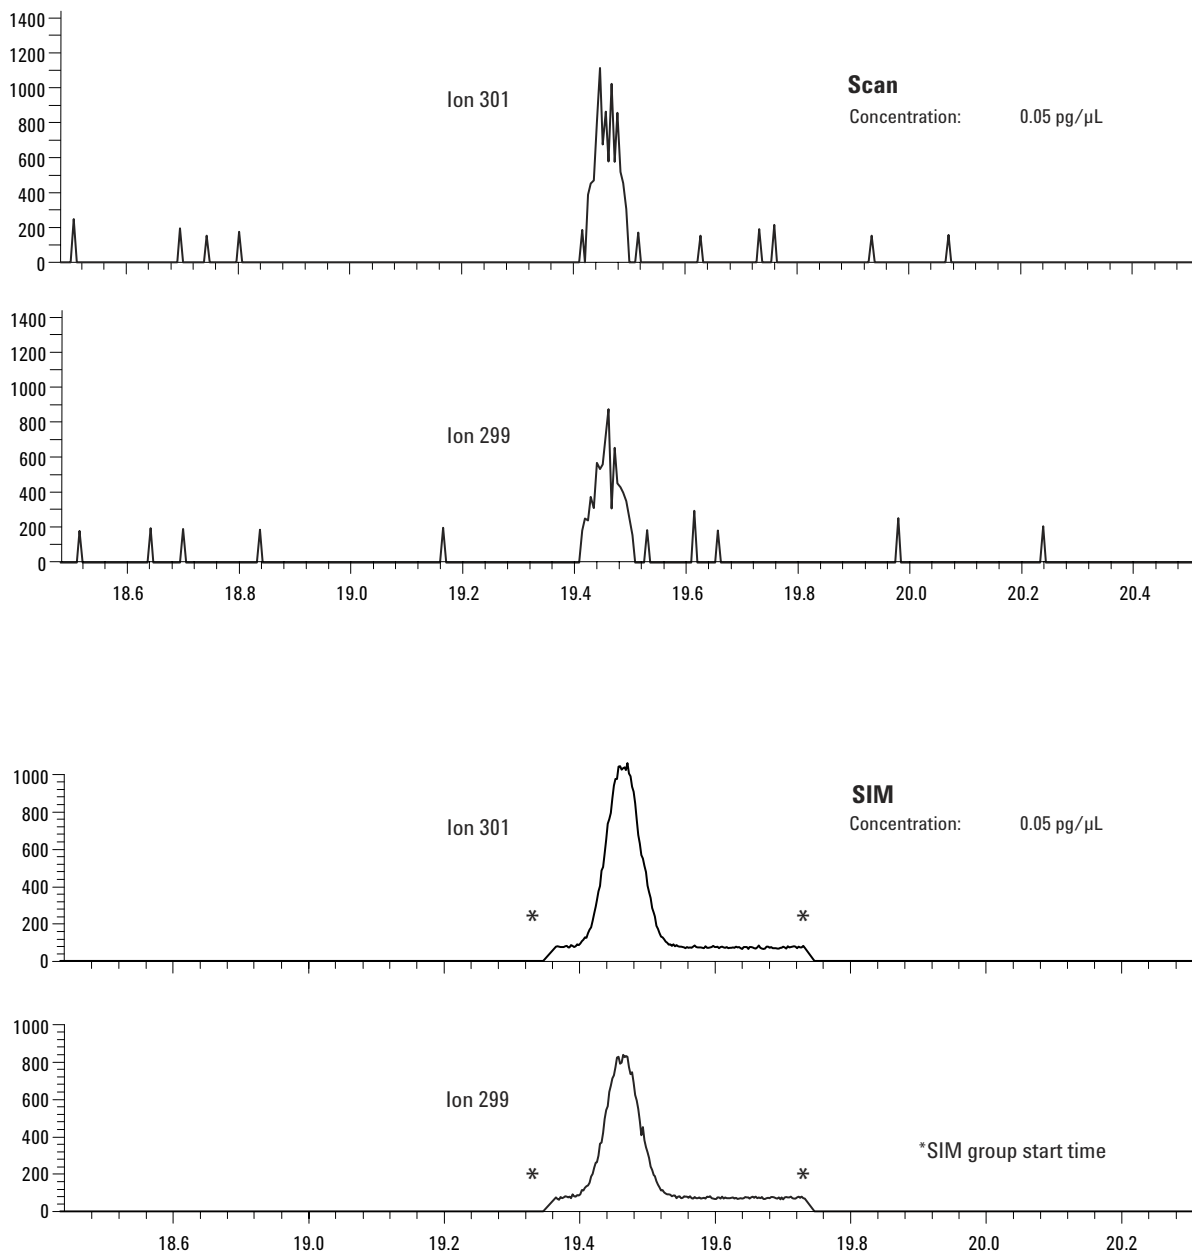 1400
1200
1000
800
600
400
200
0
Ion 301
Scan
Concentration: 0.05 pg/µL
1400
1200
1000
800
600
400
200
0
Ion 299
18.6 18.8 19.0 19.2 19.4 19.6 19.8 20.0 20.2 20.4
1000
800
600
400
200
0
Ion 301
SIM
Concentration: 0.05 pg/µL
* *
1000
800
600
400
200
0
Ion 299
*SIM group start time
* *
18.6 19.0 19.2 19.4 19.6 19.8 20.0 20.2